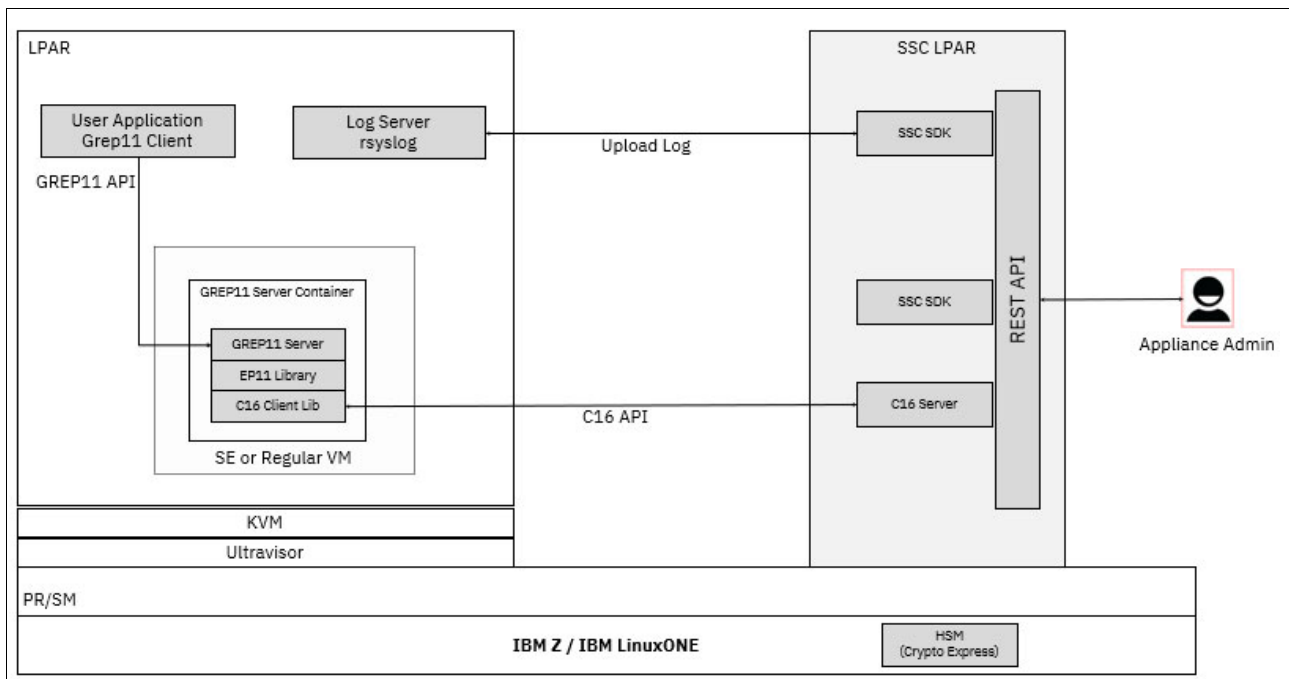 LPAR
SSC LPAR
User Application
Grep11 Client
Log Server
rsyslog
Upload Log
SSC SDK
GREP11 API
REST API
GREP11 Server Container
GREP11 Server
EP11 Library
C16 Client Lib
SE or Regular VM
C16 API
SSC SDK
C16 Server
Appliance Admin
KVM
Ultravisor
PR/SM
IBM Z / IBM LinuxONE
HSM
(Crypto Express)